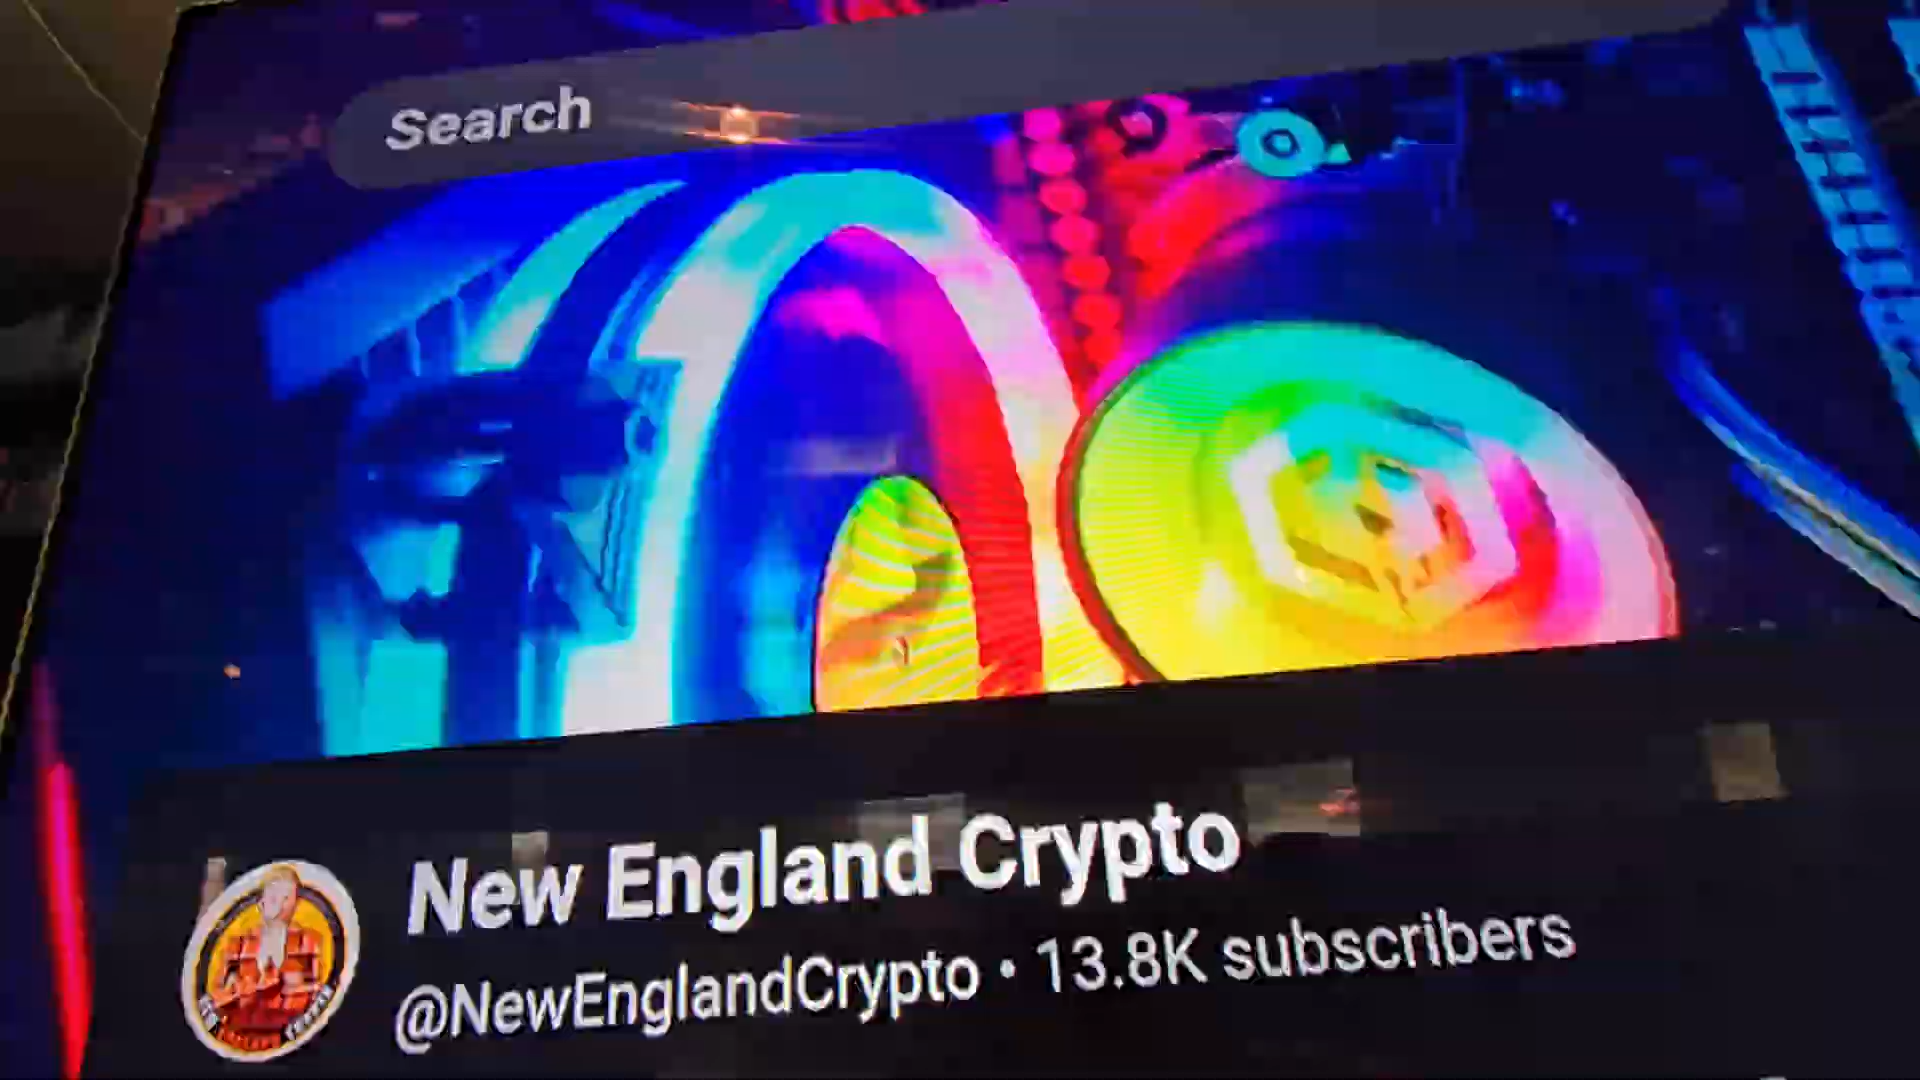 Search
New England Crypto
@NewEnglandCrypto • 13.8K subscribers